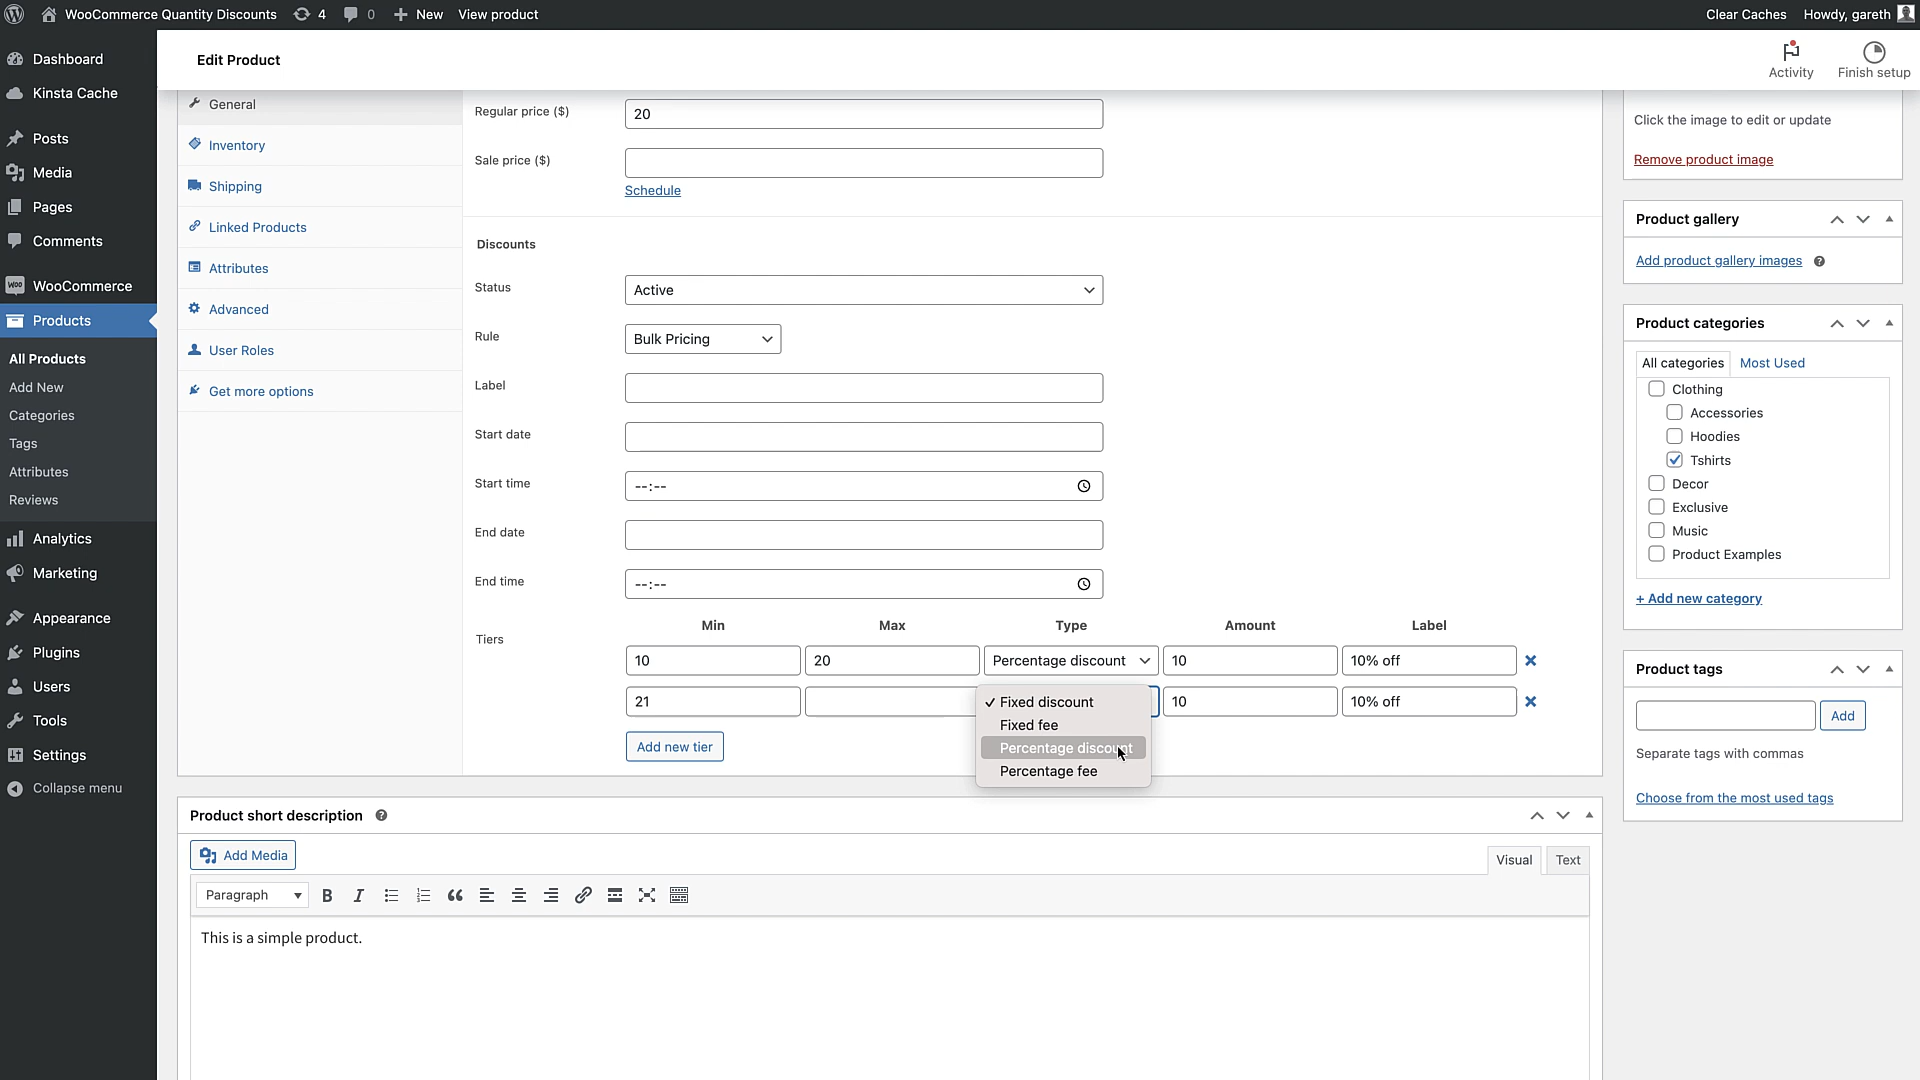 WooCommerce Quantity Discounts
4
0
New
View product
Clear Caches
Howdy, gareth
Dashboard
Kinsta Cache
Posts
Media
Pages
Comments
WooCommerce
Products
All Products
Add New
Categories
Tags
Attributes
Reviews
Analytics
Marketing
Appearance
Plugins
Users
Tools
Settings
Collapse menu
Edit Product
Activity
Finish setup
General
Inventory
Shipping
Linked Products
Attributes
Advanced
User Roles
Get more options
Regular price ($)
20
Sale price ($)
Schedule
Discounts
Status
Active
Rule
Bulk Pricing
Label
Start date
Start time
--:--
End date
End time
--:--
Tiers
Min Max Type Amount Label
10 20 Percentage discount 10 10% off
21 10 10% off
✓ Fixed discount
Fixed fee
Percentage discount
Percentage fee
Add new tier
Product short description
Add Media
Visual
Text
Paragraph
This is a simple product.
Click the image to edit or update
Remove product image
Product gallery
Add product gallery images
Product categories
All categories
Most Used
Clothing
Accessories
Hoodies
Tshirts
Decor
Exclusive
Music
Product Examples
+ Add new category
Product tags
Add
Separate tags with commas
Choose from the most used tags